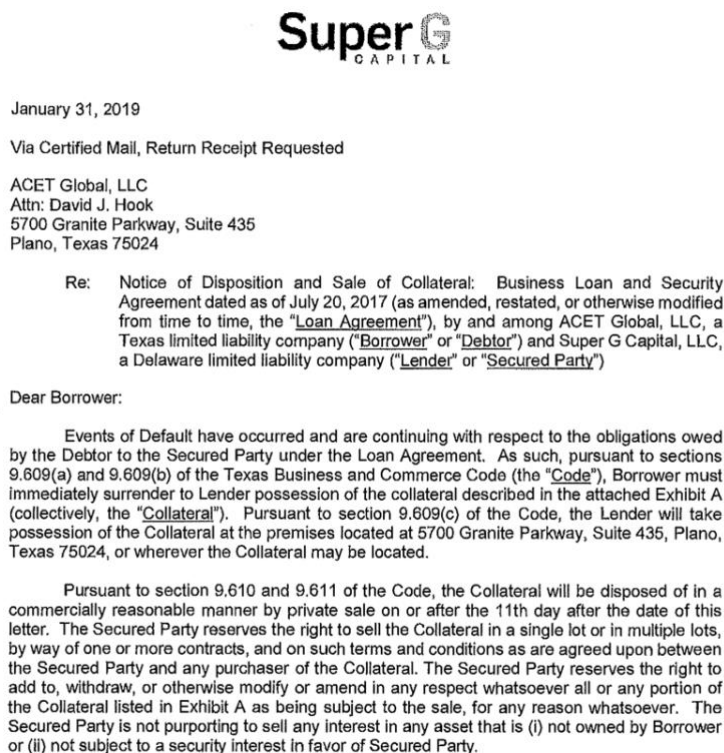 Super G
CAPITAL
January 31, 2019
Via Certified Mail, Return Receipt Requested
ACET Global, LLC
Attn: David J. Hook
5700 Granite Parkway, Suite 435
Plano, Texas 75024
Re: Notice of Disposition and Sale of Collateral: Business Loan and Security
Agreement dated as of July 20, 2017 (as amended, restated, or otherwise modified
from time to time, the "Loan Agreement"), by and among ACET Global, LLC, a
Texas limited liability company ("Borrower" or "Debtor") and Super G Capital, LLC,
a Delaware limited liability company ("Lender" or "Secured Party")
Dear Borrower:
Events of Default have occurred and are continuing with respect to the obligations owed
by the Debtor to the Secured Party under the Loan Agreement. As such, pursuant to sections
9.609(a) and 9.609(b) of the Texas Business and Commerce Code (the "Code"), Borrower must
immediately surrender to Lender possession of the collateral described in the attached Exhibit A
(collectively, the "Collateral"). Pursuant to section 9.609(c) of the Code, the Lender will take
possession of the Collateral at the premises located at 5700 Granite Parkway, Suite 435, Plano,
Texas 75024, or wherever the Collateral may be located.
Pursuant to section 9.610 and 9.611 of the Code, the Collateral will be disposed of in a
commercially reasonable manner by private sale on or after the 11th day after the date of this
letter. The Secured Party reserves the right to sell the Collateral in a single lot or in multiple lots,
by way of one or more contracts, and on such terms and conditions as are agreed upon between
the Secured Party and any purchaser of the Collateral. The Secured Party reserves the right to
add to, withdraw, or otherwise modify or amend in any respect whatsoever all or any portion of
the Collateral listed in Exhibit A as being subject to the sale, for any reason whatsoever. The
Secured Party is not purporting to sell any interest in any asset that is (i) not owned by Borrower
or (ii) not subject to a security interest in favor of Secured Party.